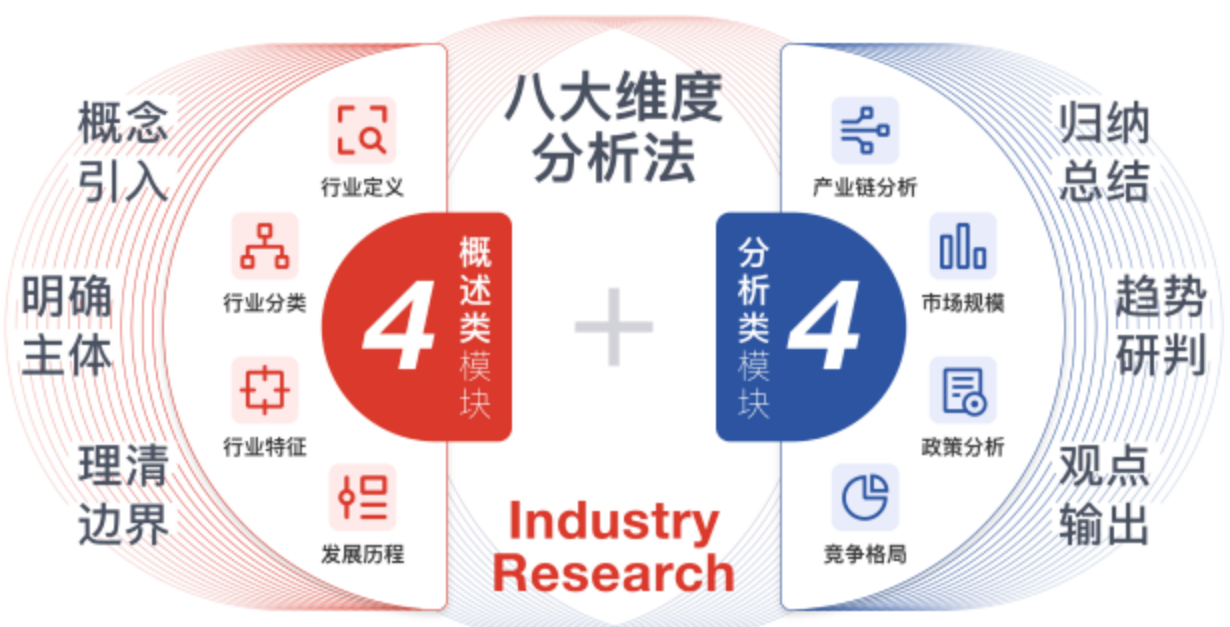 八大维度
分析法
概念
引入
明确
主体
理清
边界
行业定义
行业分类
行业特征
发展历程
4
概述类模块
分析类模块
4
产业链分析
市场规模
政策分析
竞争格局
归纳
总结
趋势
研判
观点
输出
Industry
Research